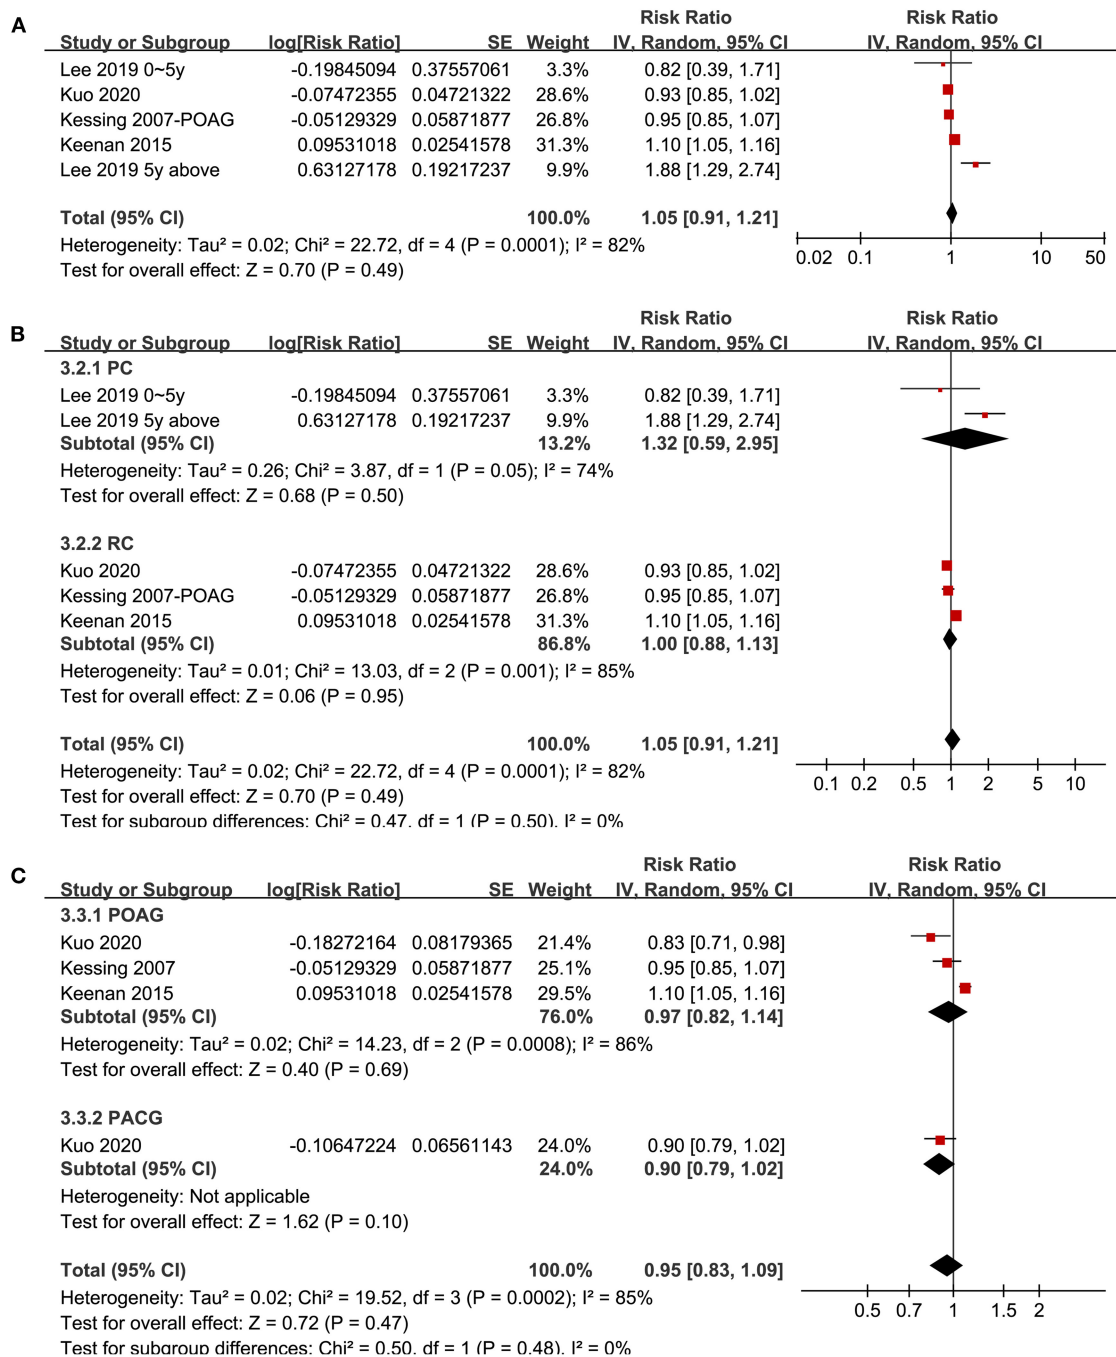 A
Risk Ratio Risk Ratio
Study or Subgroup log[Risk Ratio] SE Weight IV, Random, 95% CI IV, Random, 95% CI
Lee 2019 0~5y -0.19845094 0.37557061 3.3% 0.82 [0.39, 1.71]
Kuo 2020 -0.07472355 0.04721322 28.6% 0.93 [0.85, 1.02]
Kessing 2007-POAG -0.05129329 0.05871877 26.8% 0.95 [0.85, 1.07]
Keenan 2015 0.09531018 0.02541578 31.3% 1.10 [1.05, 1.16]
Lee 2019 5y above 0.63127178 0.19217237 9.9% 1.88 [1.29, 2.74]
Total (95% CI) 100.0% 1.05 [0.91, 1.21]
Heterogeneity: Tau² = 0.02; Chi² = 22.72, df = 4 (P = 0.0001); I² = 82%
Test for overall effect: Z = 0.70 (P = 0.49)
0.02 0.1 1 10 50
B
Risk Ratio Risk Ratio
Study or Subgroup log[Risk Ratio] SE Weight IV, Random, 95% CI IV, Random, 95% CI
3.2.1 PC
Lee 2019 0~5y -0.19845094 0.37557061 3.3% 0.82 [0.39, 1.71]
Lee 2019 5y above 0.63127178 0.19217237 9.9% 1.88 [1.29, 2.74]
Subtotal (95% CI) 13.2% 1.32 [0.59, 2.95]
Heterogeneity: Tau² = 0.26; Chi² = 3.87, df = 1 (P = 0.05); I² = 74%
Test for overall effect: Z = 0.68 (P = 0.50)
3.2.2 RC
Kuo 2020 -0.07472355 0.04721322 28.6% 0.93 [0.85, 1.02]
Kessing 2007-POAG -0.05129329 0.05871877 26.8% 0.95 [0.85, 1.07]
Keenan 2015 0.09531018 0.02541578 31.3% 1.10 [1.05, 1.16]
Subtotal (95% CI) 86.8% 1.00 [0.88, 1.13]
Heterogeneity: Tau² = 0.01; Chi² = 13.03, df = 2 (P = 0.001); I² = 85%
Test for overall effect: Z = 0.06 (P = 0.95)
Total (95% CI) 100.0% 1.05 [0.91, 1.21]
Heterogeneity: Tau² = 0.02; Chi² = 22.72, df = 4 (P = 0.0001); I² = 82%
Test for overall effect: Z = 0.70 (P = 0.49)
Test for subgroup differences: Chi² = 0.47, df = 1 (P = 0.50), I² = 0%
0.1 0.2 0.5 1 2 5 10
C
Risk Ratio Risk Ratio
Study or Subgroup log[Risk Ratio] SE Weight IV, Random, 95% CI IV, Random, 95% CI
3.3.1 POAG
Kuo 2020 -0.18272164 0.08179365 21.4% 0.83 [0.71, 0.98]
Kessing 2007 -0.05129329 0.05871877 25.1% 0.95 [0.85, 1.07]
Keenan 2015 0.09531018 0.02541578 29.5% 1.10 [1.05, 1.16]
Subtotal (95% CI) 76.0% 0.97 [0.82, 1.14]
Heterogeneity: Tau² = 0.02; Chi² = 14.23, df = 2 (P = 0.0008); I² = 86%
Test for overall effect: Z = 0.40 (P = 0.69)
3.3.2 PACG
Kuo 2020 -0.10647224 0.06561143 24.0% 0.90 [0.79, 1.02]
Subtotal (95% CI) 24.0% 0.90 [0.79, 1.02]
Heterogeneity: Not applicable
Test for overall effect: Z = 1.62 (P = 0.10)
Total (95% CI) 100.0% 0.95 [0.83, 1.09]
Heterogeneity: Tau² = 0.02; Chi² = 19.52, df = 3 (P = 0.0002); I² = 85%
Test for overall effect: Z = 0.72 (P = 0.47)
Test for subgroup differences: Chi² = 0.50, df = 1 (P = 0.48), I² = 0%
0.5 0.7 1 1.5 2